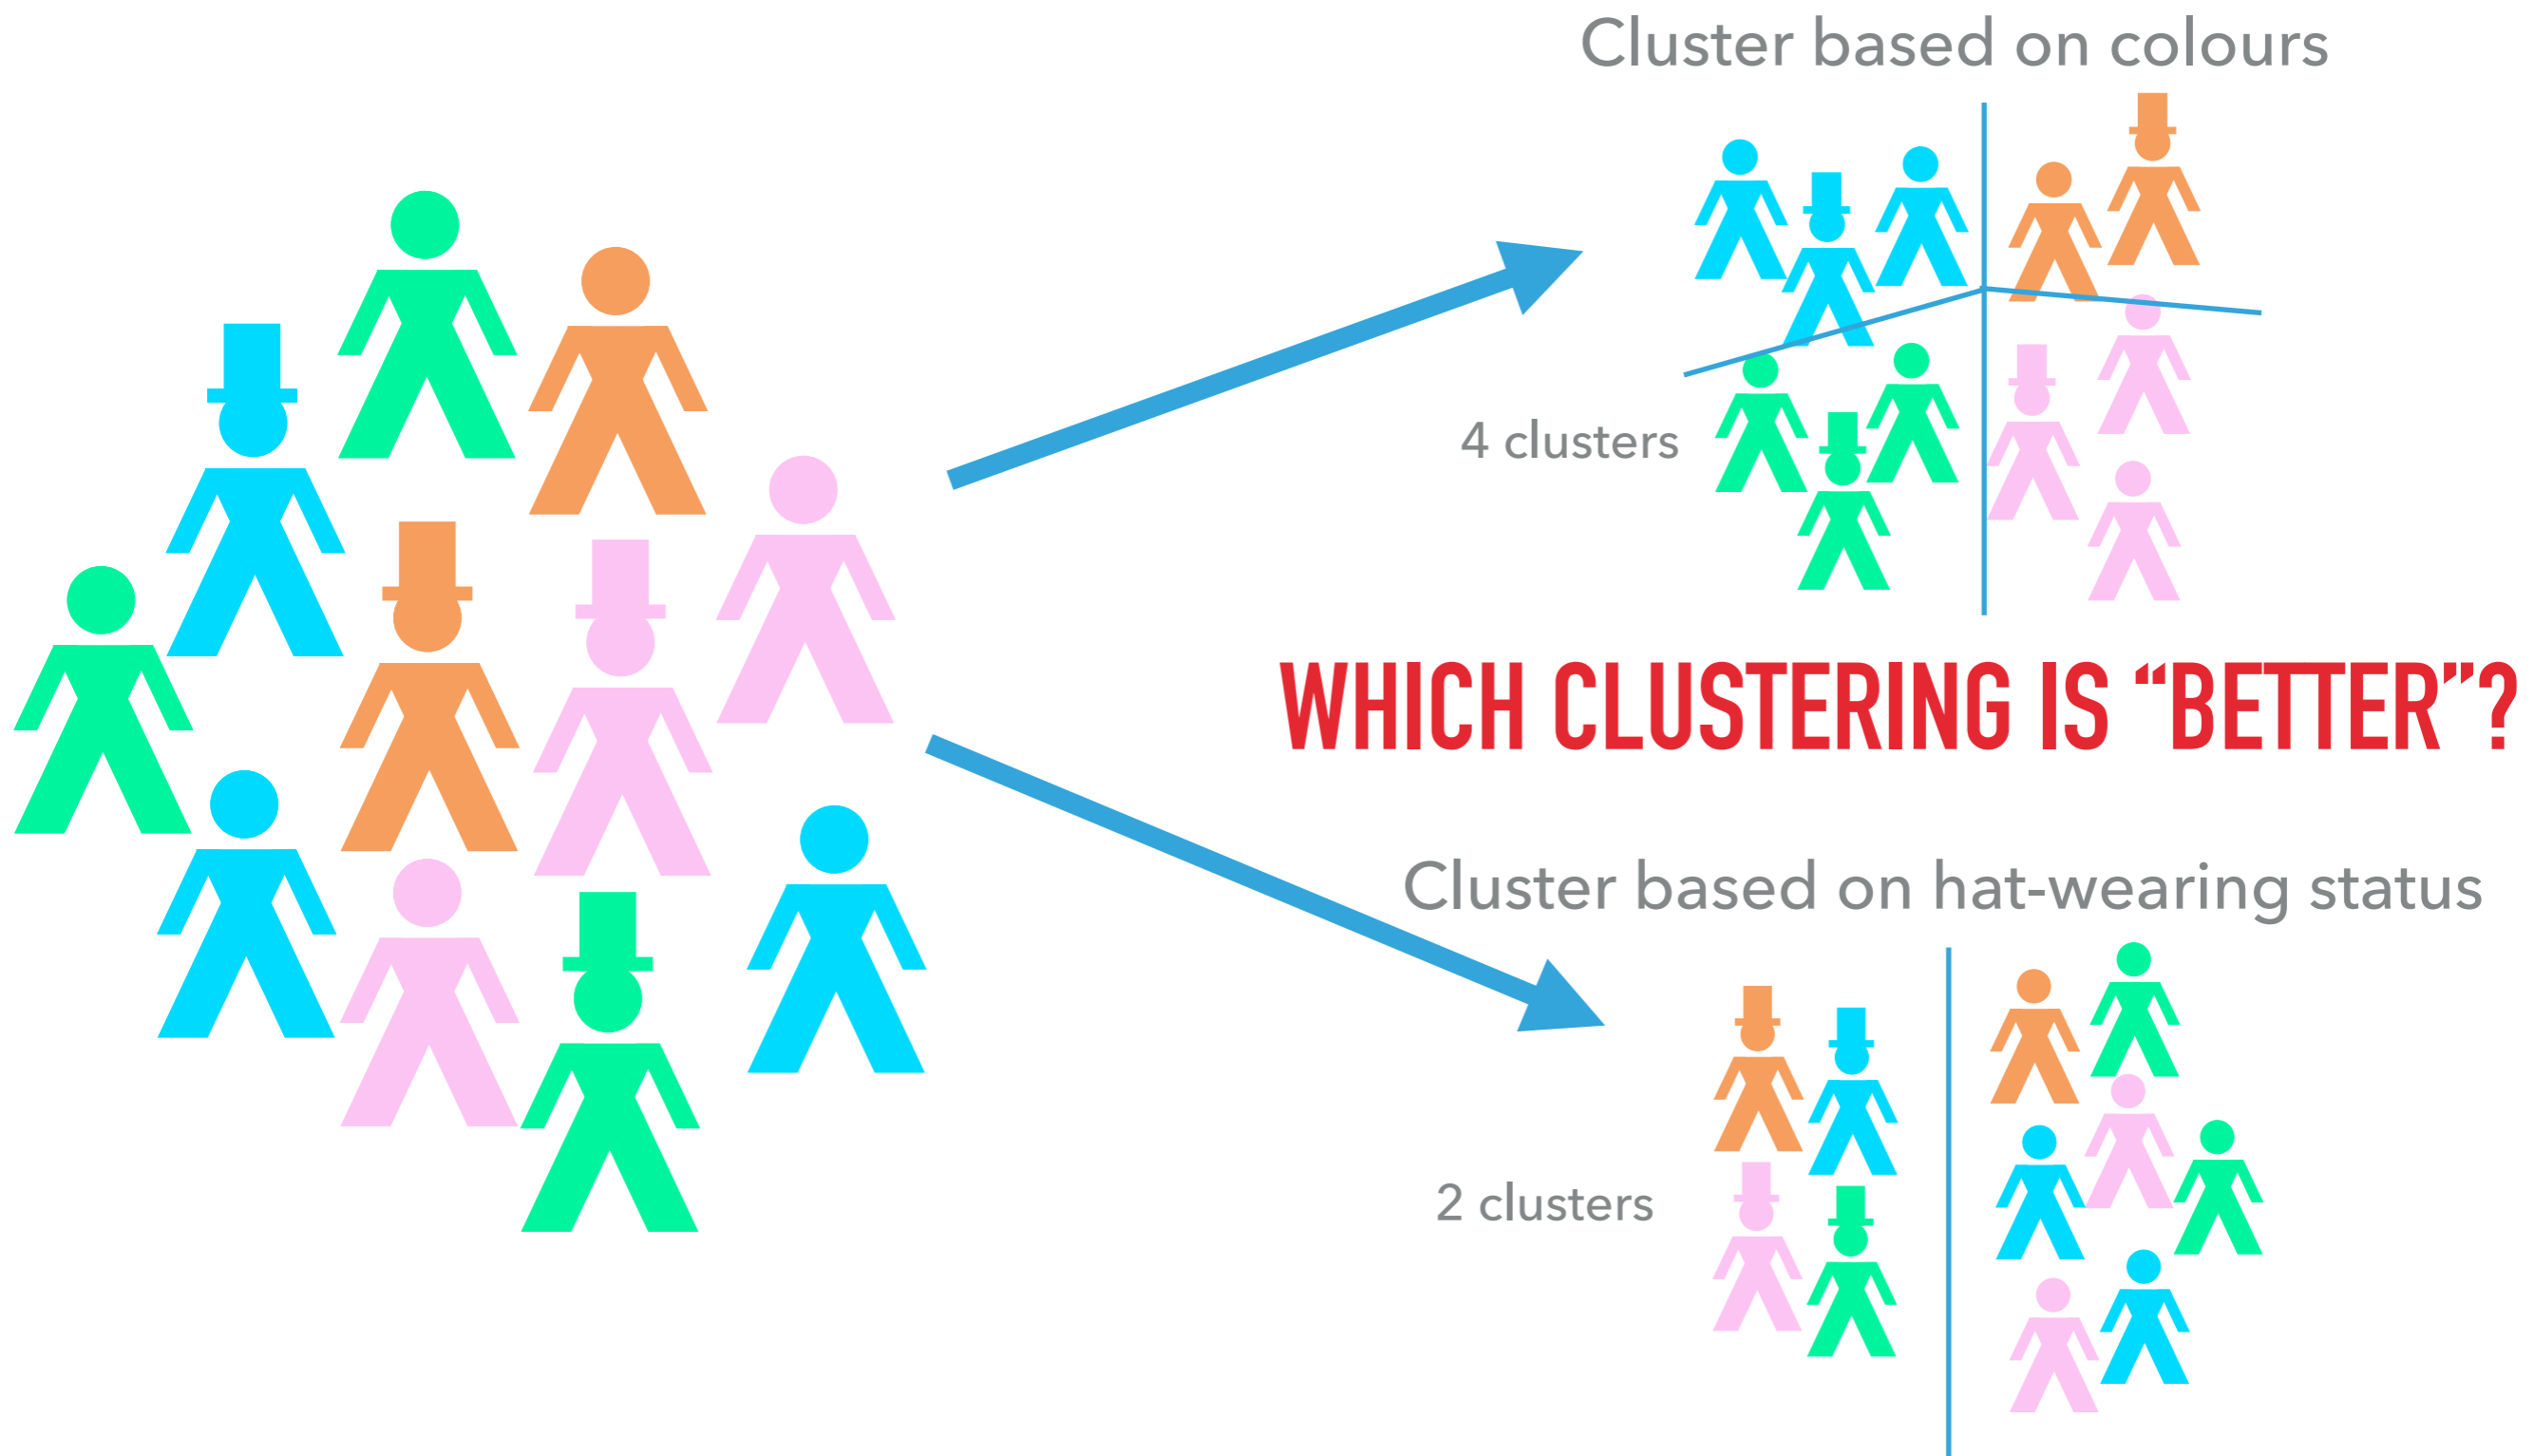 Cluster based on colours
4 clusters
WHICH CLUSTERING IS “BETTER”?
Cluster based on hat-wearing status
2 clusters